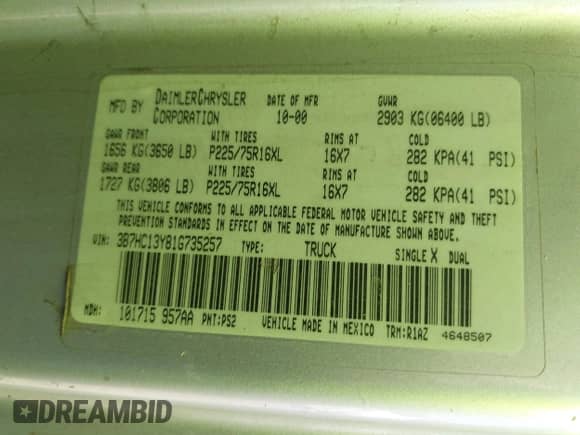 MFD BY DAIMLERCHRYSLER CORPORATION DATE OF MFR 10-00 GVWR 2903 KG(06400 LB)
GAWR FRONT WITH TIRES RIMS AT COLD
1656 KG(3650 LB) P225/75R16XL 16X7 282 KPA(41 PSI)
GAWR REAR WITH TIRES RIMS AT COLD
1727 KG(3806 LB) P225/75R16XL 16X7 282 KPA(41 PSI)
THIS VEHICLE CONFORMS TO ALL APPLICABLE FEDERAL MOTOR VEHICLE SAFETY AND THEFT
PREVENTION STANDARDS IN EFFECT ON THE DATE OF MANUFACTURE SHOWN ABOVE.
VIN: 3B7HC13YB1G735257 TYPE: TRUCK SINGLE X DUAL
MDH: 101715 957AA PNT:PS2 VEHICLE MADE IN MEXICO TRM:R1AZ 4648507
DREAMBID